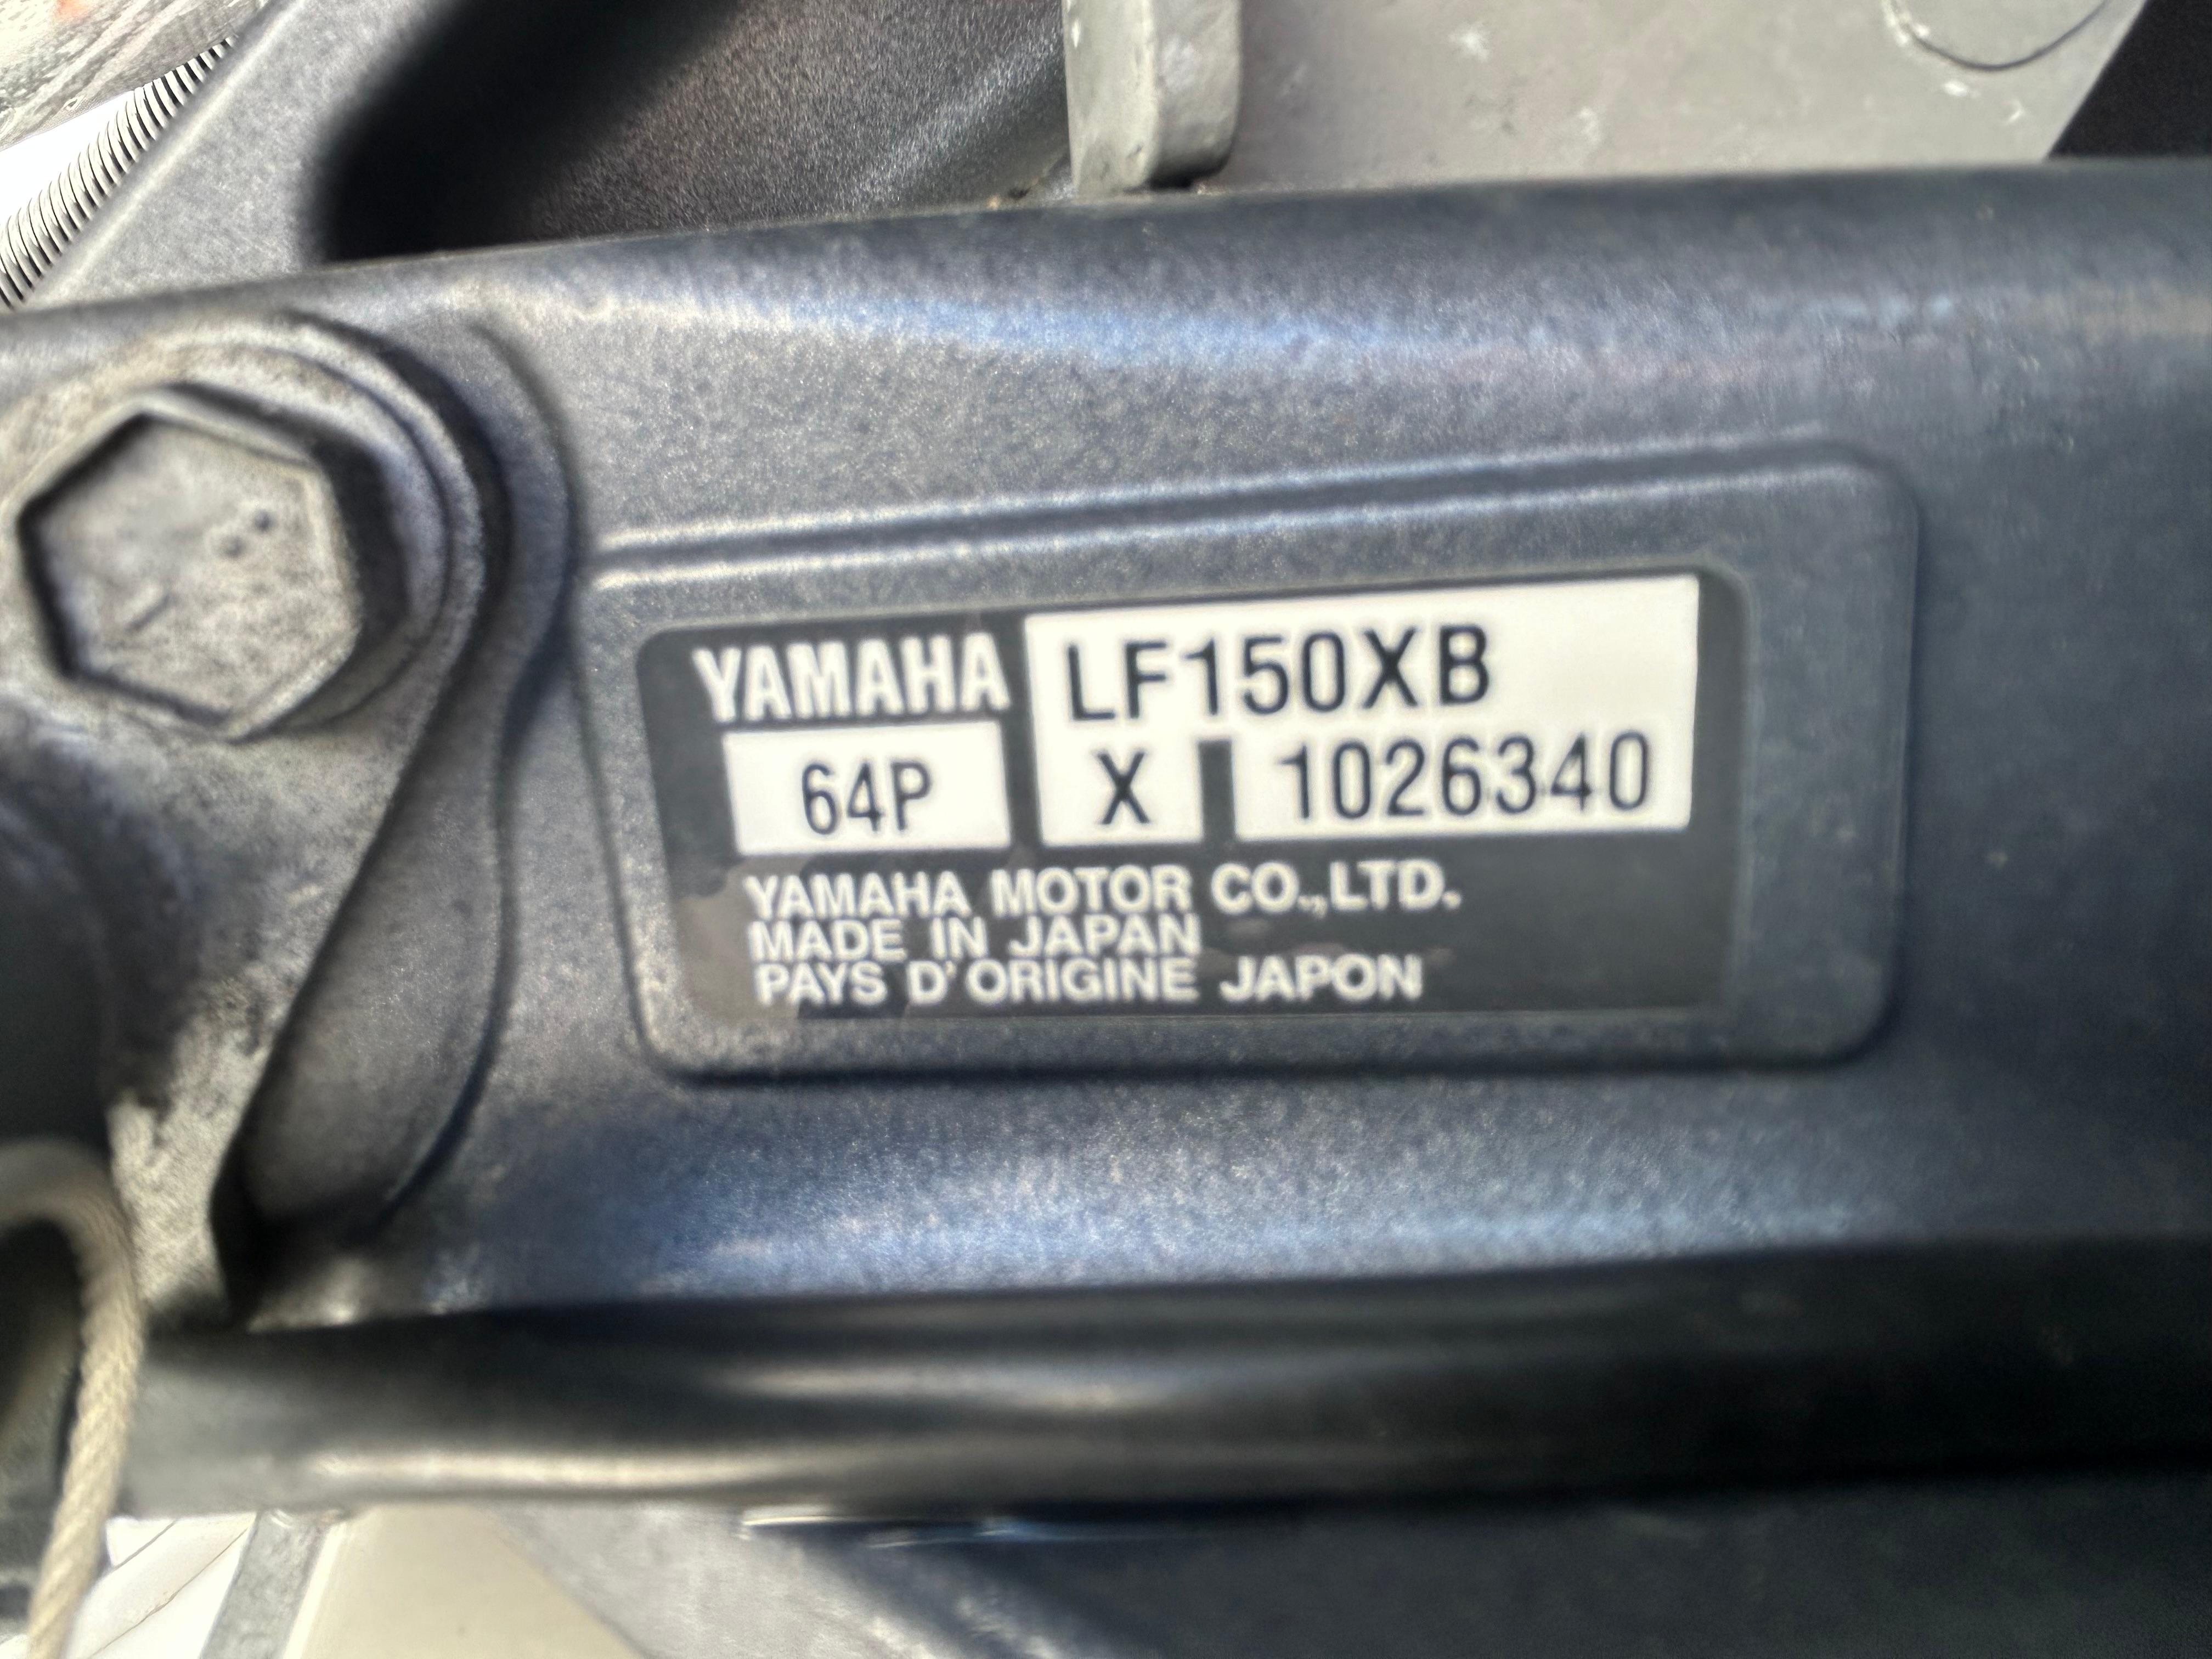 YAMAHA LF150XB
64P X 1026340
YAMAHA MOTOR CO.,LTD.
MADE IN JAPAN
PAYS D'ORIGINE JAPON